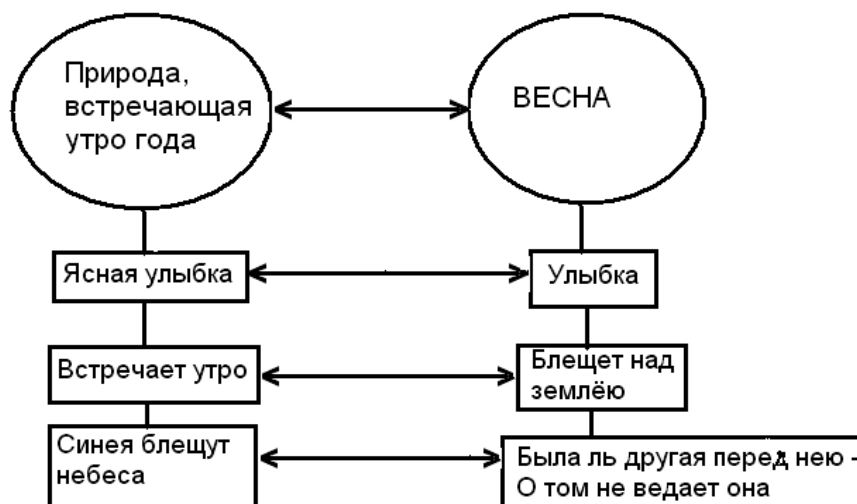 Природа,
встречающая
утро года
ВЕСНА
Ясная улыбка
Улыбка
Встречает утро
Блещет над
землёю
Синея блещут
небеса
Была ль другая перед нею -
О том не ведает она